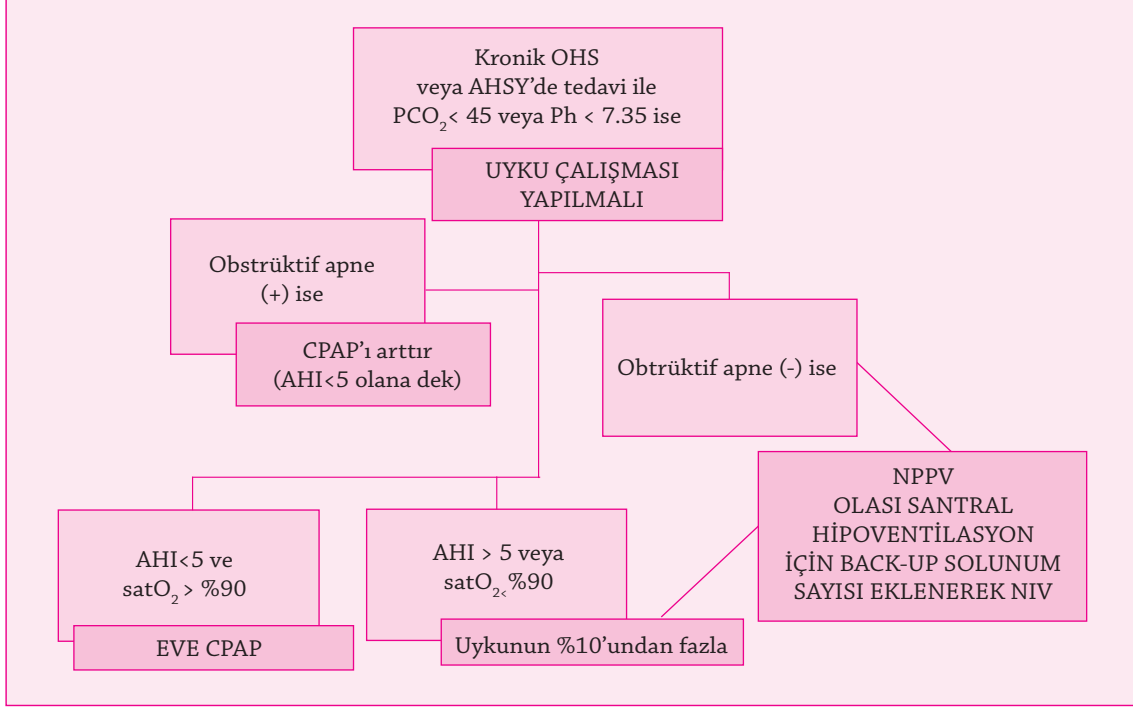 Kronik OHS
veya AHSY’de tedavi ile
PCO₂< 45 veya Ph < 7.35 ise
UYKU ÇALIŞMASI
YAPILMALI
Obstrüktif apne
(+) ise
CPAP’ı arttır
(AHI<5 olana dek)
Obtrüktif apne (-) ise
NPPV
OLASI SANTRAL
HİPOVENTİLASYON
İÇİN BACK-UP SOLUNUM
SAYISI EKLENEREK NIV
AHI<5 ve
satO₂ > %90
EVE CPAP
AHI > 5 veya
satO₂< %90
Uykunun %10’undan fazla